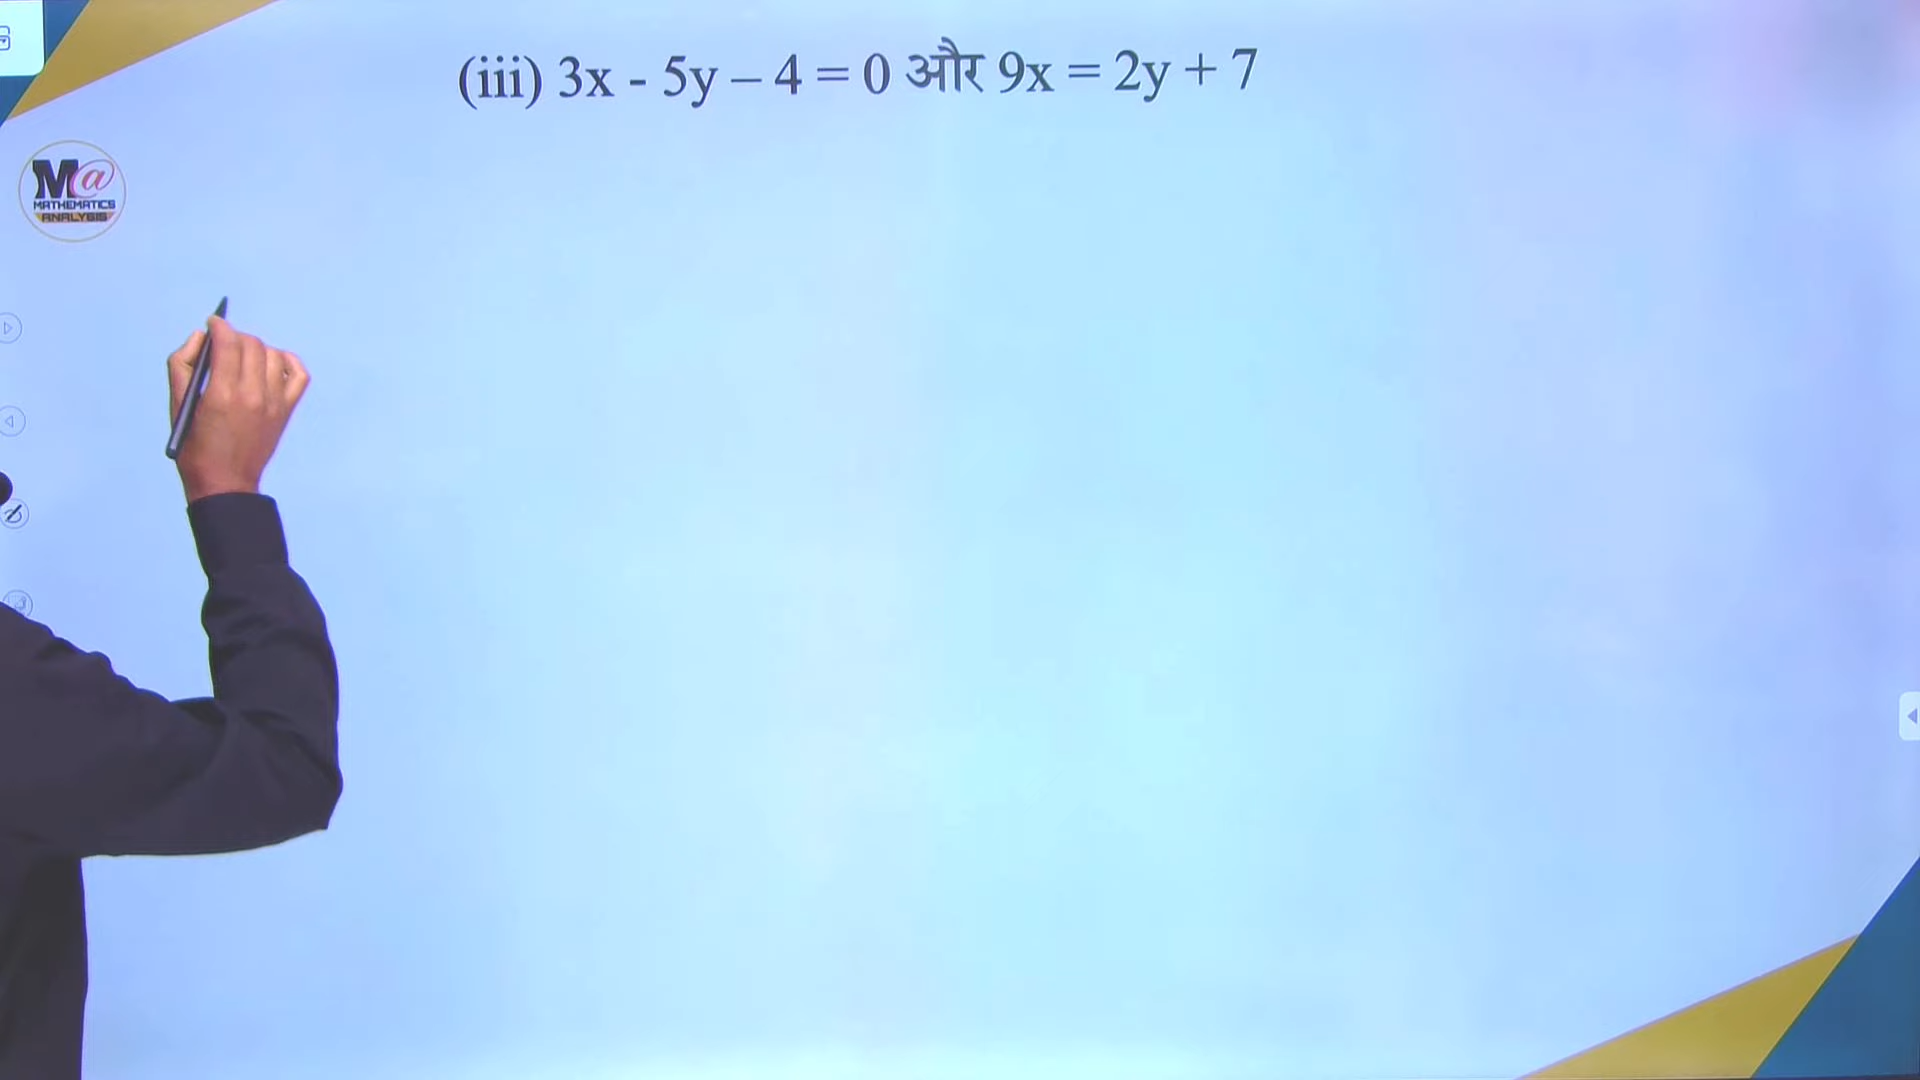 (iii) 3x - 5y – 4 = 0 और 9x = 2y + 7
M@
MATHEMATICS
ANALYSIS